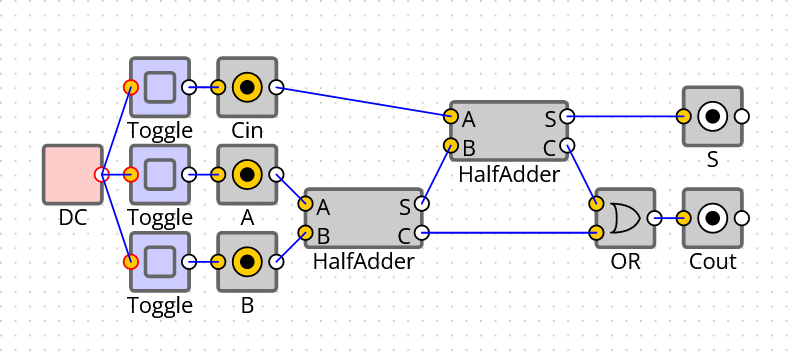 Toggle
Cin
A S
B C
HalfAdder
S
DC
Toggle
A
A S
B C
HalfAdder
OR
Cout
Toggle
B